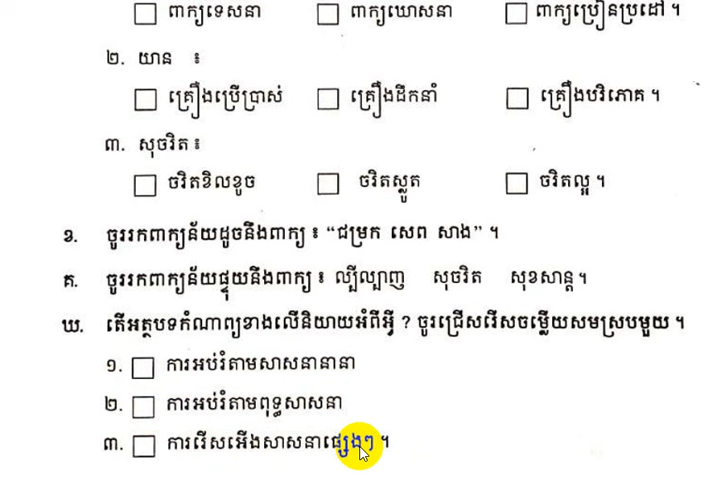 ☐ ពាក្យទេសនា ☐ ពាក្យឃោសនា ☐ ពាក្យប្រៀនប្រដៅ ។
២. យាន ៖
☐ គ្រឿងប្រើប្រាស់ ☐ គ្រឿងដឹកនាំ ☐ គ្រឿងបរិភោគ ។
៣. សុចរិត ៖
☐ ចរិតខិលខូច ☐ ចរិតស្លូត ☐ ចរិតល្អ ។
ខ. ចូររកពាក្យន័យដូចនឹងពាក្យ ៖ “ជម្រក សេព សាង” ។
គ. ចូររកពាក្យន័យផ្ទុយនឹងពាក្យ ៖ ល្បីល្បាញ សុចរិត សុខសាន្ត ។
ឃ. តើអត្ថបទកំណាព្យខាងលើនិយាយអំពីអ្វី ? ចូរជ្រើសរើសចម្លើយសមស្របមួយ ។
១. ☐ ការអប់រំតាមសាសនានានា
២. ☐ ការអប់រំតាមពុទ្ធសាសនា
៣. ☐ ការរើសអើងសាសនាផ្សេងៗ ។